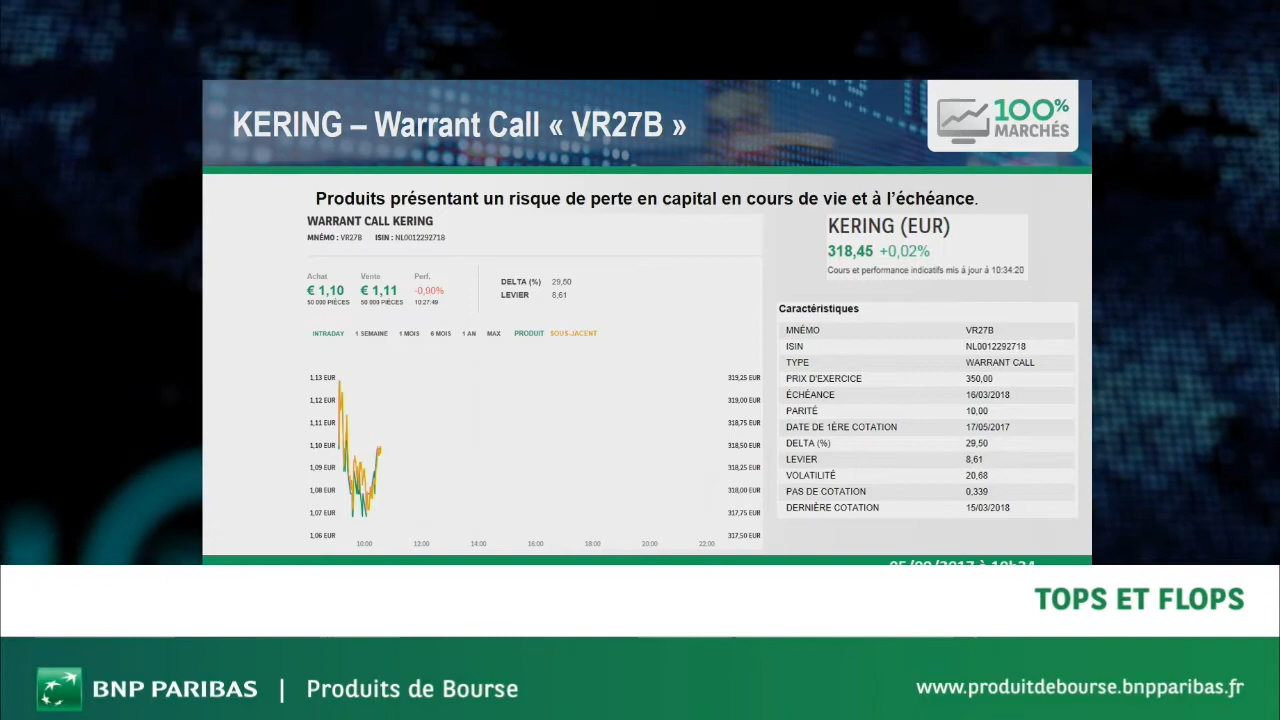 KERING – Warrant Call « VR27B »
100%
MARCHÉS
Produits présentant un risque de perte en capital en cours de vie et à l'échéance.
WARRANT CALL KERING
MNÉMO : VR27B ISIN : NL0012292718
KERING (EUR)
318,45 +0,02%
Cours et performance indicatifs mis à jour à 10:34:20
Achat Vente Perf.
€ 1,10 € 1,11 -0,90%
50 000 PIÈCES 50 000 PIÈCES 10:27:49
DELTA (%) 29,50
LEVIER 8,61
INTRADAY 1 SEMAINE 1 MOIS 6 MOIS 1 AN MAX PRODUIT SOUS-JACENT
1,13 EUR 319,25 EUR
1,12 EUR 319,00 EUR
1,11 EUR 318,75 EUR
1,10 EUR 318,50 EUR
1,09 EUR 318,25 EUR
1,08 EUR 318,00 EUR
1,07 EUR 317,75 EUR
1,06 EUR 317,50 EUR
10:00 12:00 14:00 16:00 18:00 20:00 22:00
Caractéristiques
MNÉMO VR27B
ISIN NL0012292718
TYPE WARRANT CALL
PRIX D'EXERCICE 350,00
ÉCHÉANCE 16/03/2018
PARITÉ 10,00
DATE DE 1ÈRE COTATION 17/05/2017
DELTA (%) 29,50
LEVIER 8,61
VOLATILITÉ 20,68
PAS DE COTATION 0,339
DERNIÈRE COTATION 15/03/2018
TOPS ET FLOPS
BNP PARIBAS | Produits de Bourse
www.produitdebourse.bnpparibas.fr